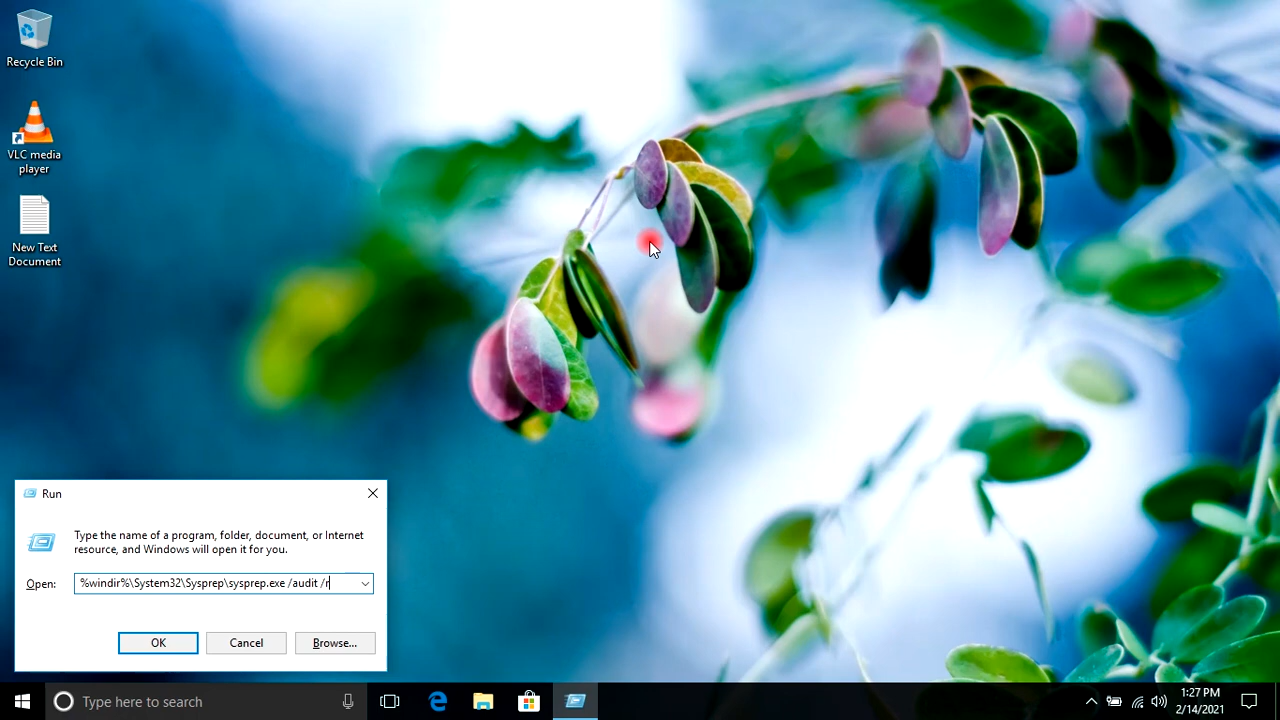 Recycle Bin
VLC media
player
New Text
Document
Run
Type the name of a program, folder, document, or Internet
resource, and Windows will open it for you.
Open:
%windir%\System32\Sysprep\sysprep.exe /audit /r
OK
Cancel
Browse...
Type here to search
1:27 PM
2/14/2021